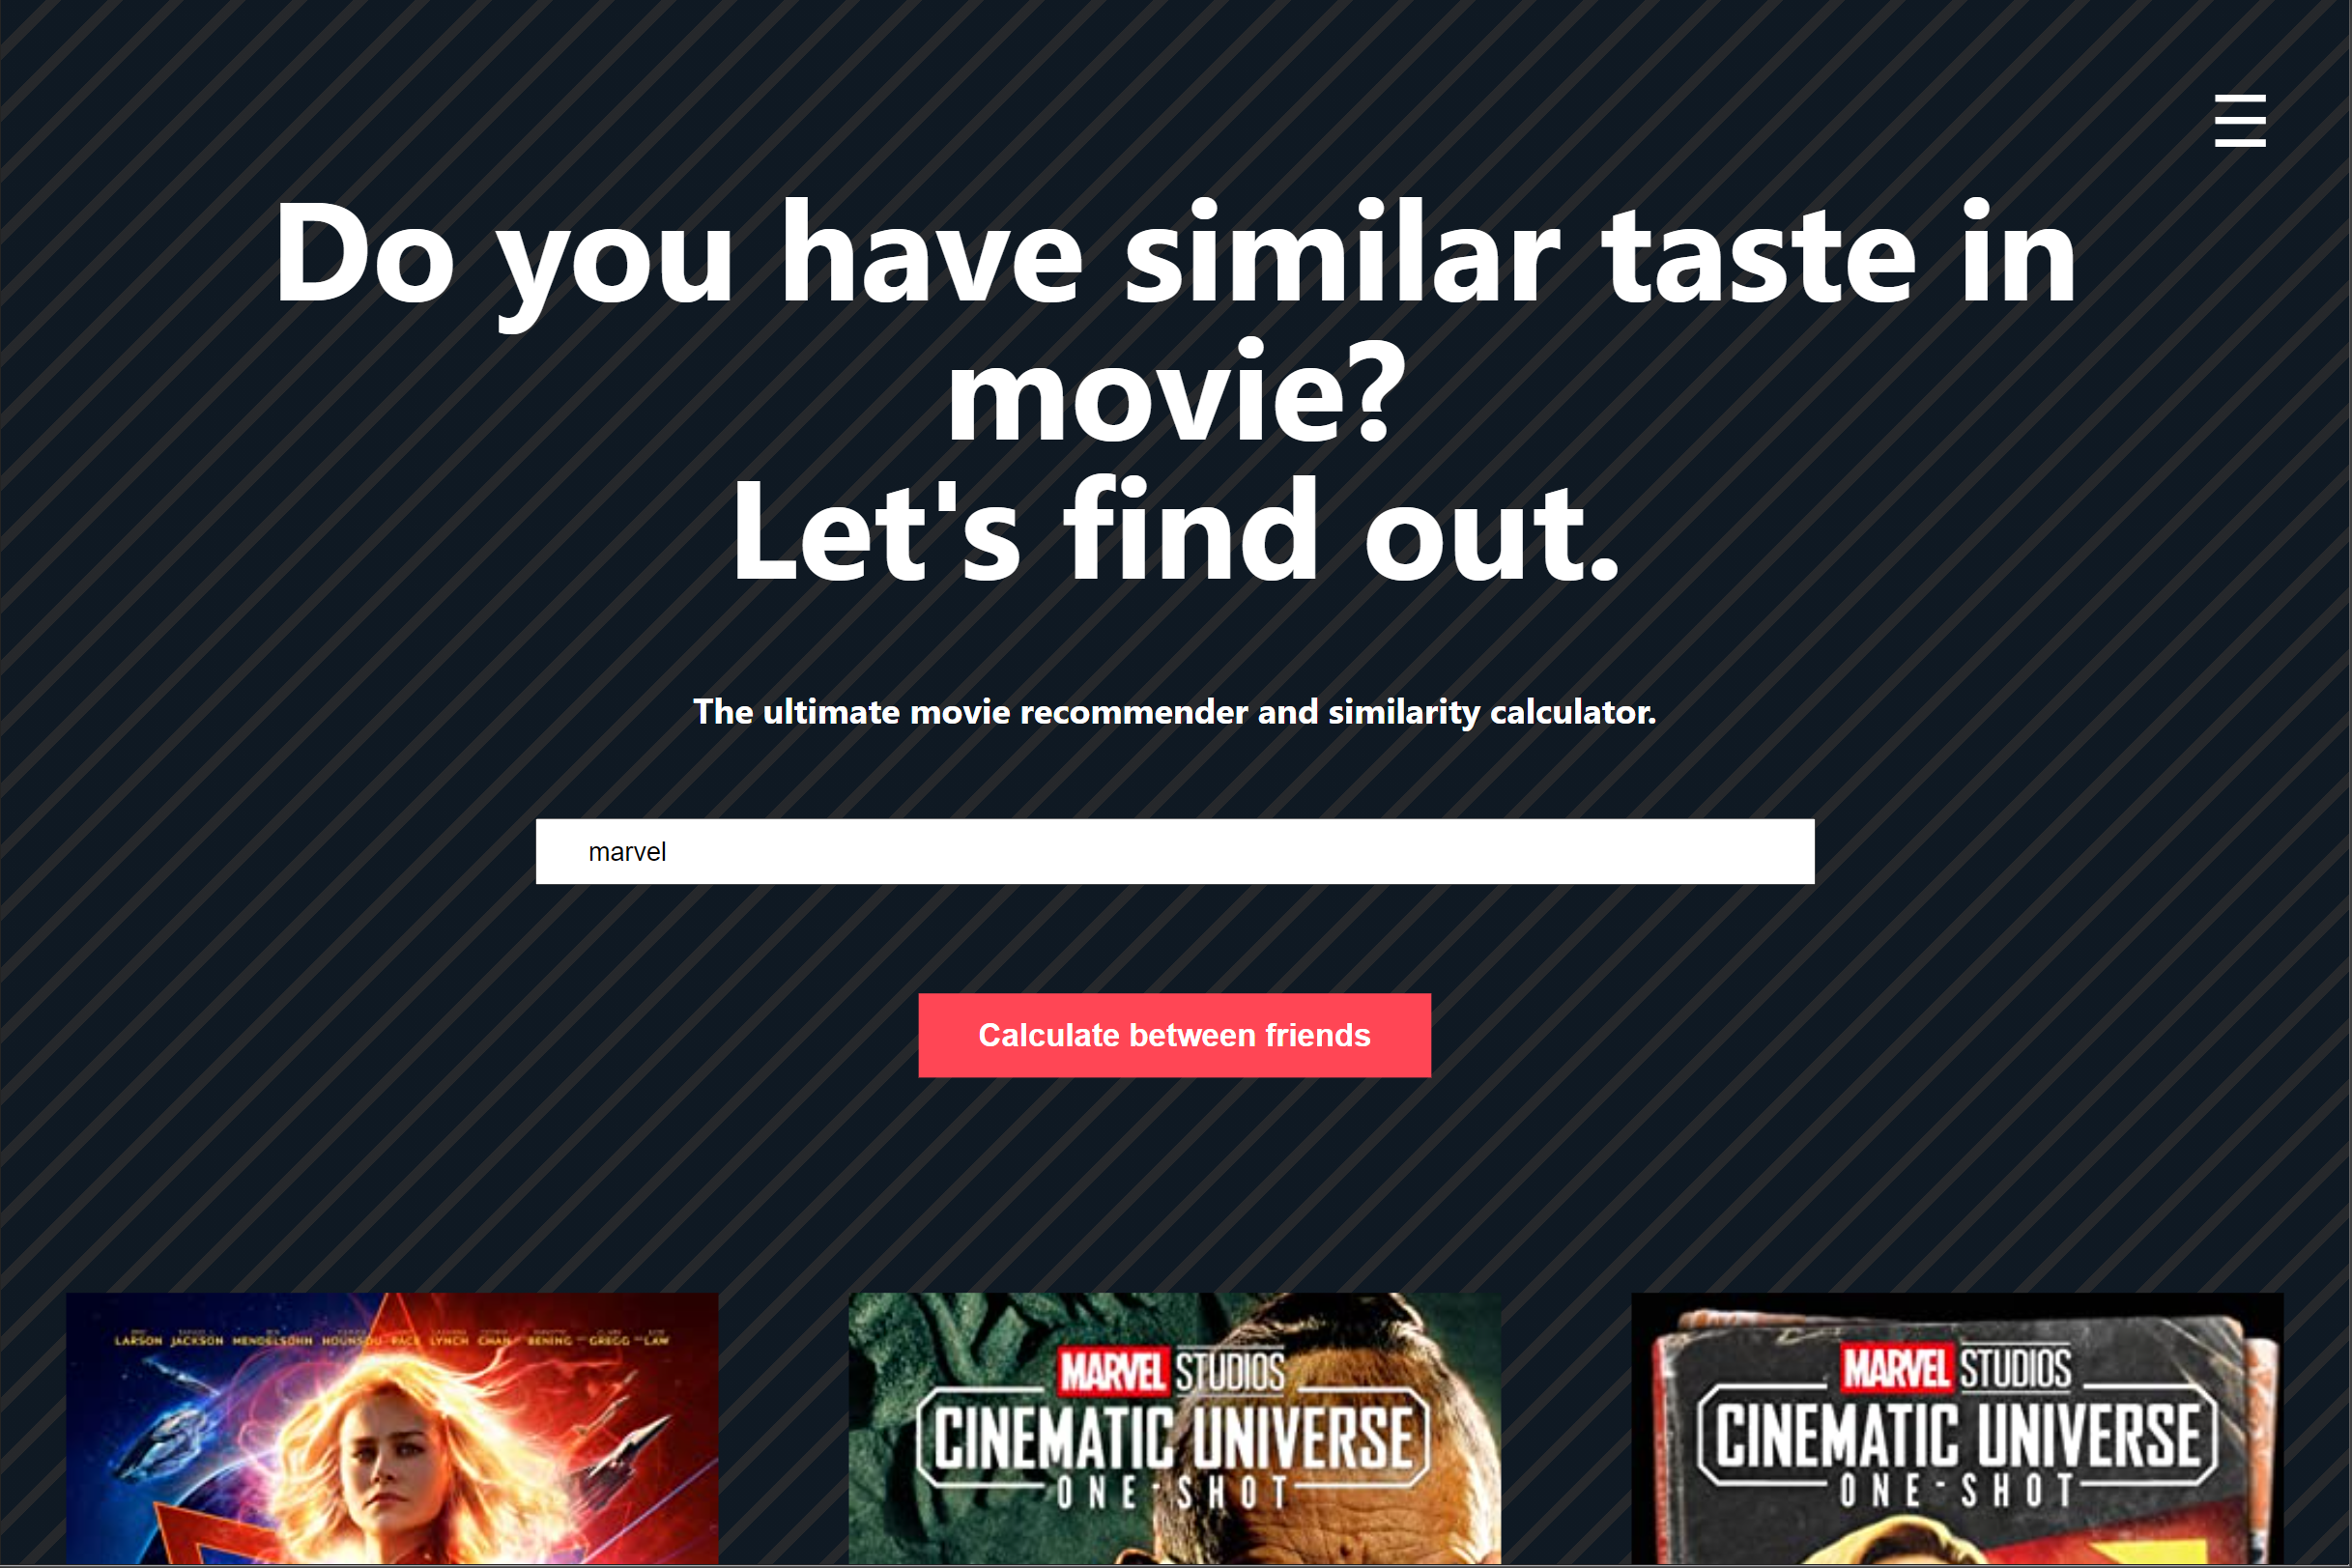 Do you have similar taste in
movie?
Let's find out.
The ultimate movie recommender and similarity calculator.
marvel
Calculate between friends
LARSON JACKSON MENDELSOHN HOUNSOU PACE LYNCH CHAN BENING GREGG LAW
MARVEL STUDIOS
CINEMATIC UNIVERSE
ONE-SHOT
MARVEL STUDIOS
CINEMATIC UNIVERSE
ONE-SHOT